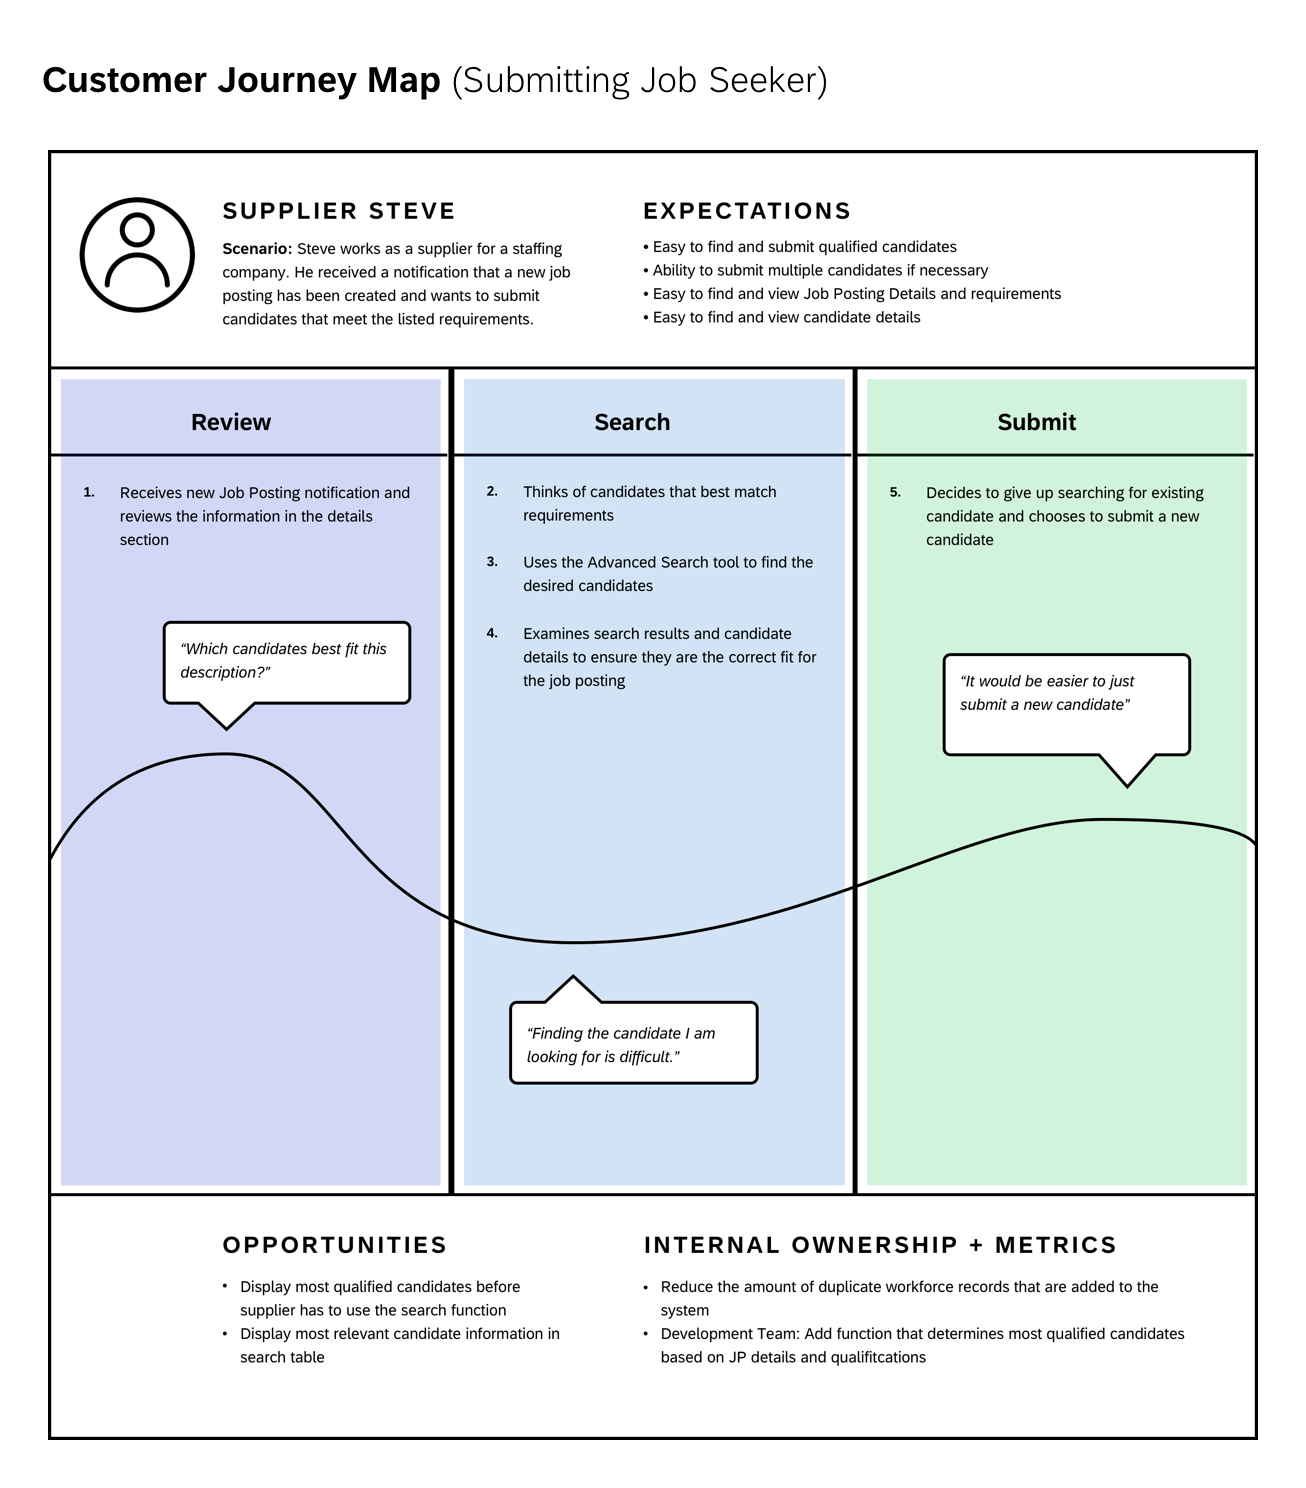 Customer Journey Map (Submitting Job Seeker)
SUPPLIER STEVE
Scenario: Steve works as a supplier for a staffing
company. He received a notification that a new job
posting has been created and wants to submit
candidates that meet the listed requirements.
EXPECTATIONS
• Easy to find and submit qualified candidates
• Ability to submit multiple candidates if necessary
• Easy to find and view Job Posting Details and requirements
• Easy to find and view candidate details
Review
1. Receives new Job Posting notification and
reviews the information in the details
section
“Which candidates best fit this
description?”
Search
2. Thinks of candidates that best match
requirements
3. Uses the Advanced Search tool to find the
desired candidates
4. Examines search results and candidate
details to ensure they are the correct fit for
the job posting
“Finding the candidate I am
looking for is difficult.”
Submit
5. Decides to give up searching for existing
candidate and chooses to submit a new
candidate
“It would be easier to just
submit a new candidate”
OPPORTUNITIES
• Display most qualified candidates before
supplier has to use the search function
• Display most relevant candidate information in
search table
INTERNAL OWNERSHIP + METRICS
• Reduce the amount of duplicate workforce records that are added to the
system
• Development Team: Add function that determines most qualified candidates
based on JP details and qualifitcations